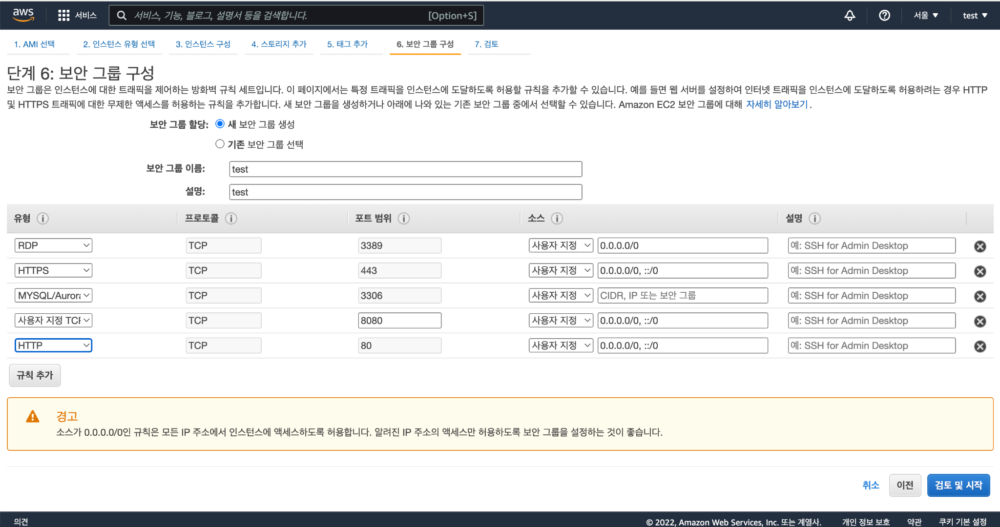 aws 서비스 서비스, 기능, 블로그, 설명서 등을 검색합니다. [Option+S] 서울 ▼ test ▼
1. AMI 선택 2. 인스턴스 유형 선택 3. 인스턴스 구성 4. 스토리지 추가 5. 태그 추가 6. 보안 그룹 구성 7. 검토
단계 6: 보안 그룹 구성
보안 그룹은 인스턴스에 대한 트래픽을 제어하는 방화벽 규칙 세트입니다. 이 페이지에서는 특정 트래픽을 인스턴스에 도달하도록 허용할 규칙을 추가할 수 있습니다. 예를 들면 웹 서버를 설정하여 인터넷 트래픽을 인스턴스에 도달하도록 허용하려는 경우 HTTP
및 HTTPS 트래픽에 대한 무제한 액세스를 허용하는 규칙을 추가합니다. 새 보안 그룹을 생성하거나 아래에 나와 있는 기존 보안 그룹 중에서 선택할 수 있습니다. Amazon EC2 보안 그룹에 대해 자세히 알아보기.
보안 그룹 할당: 새 보안 그룹 생성
기존 보안 그룹 선택
보안 그룹 이름: test
설명: test
유형 i 프로토콜 i 포트 범위 i 소스 i 설명 i
RDP TCP 3389 사용자 지정 0.0.0.0/0 예: SSH for Admin Desktop
HTTPS TCP 443 사용자 지정 0.0.0.0/0, ::/0 예: SSH for Admin Desktop
MYSQL/Aurora TCP 3306 사용자 지정 CIDR, IP 또는 보안 그룹 예: SSH for Admin Desktop
사용자 지정 TCP TCP 8080 사용자 지정 0.0.0.0/0, ::/0 예: SSH for Admin Desktop
HTTP TCP 80 사용자 지정 0.0.0.0/0, ::/0 예: SSH for Admin Desktop
규칙 추가
경고
소스가 0.0.0.0/0인 규칙은 모든 IP 주소에서 인스턴스에 액세스하도록 허용합니다. 알려진 IP 주소의 액세스만 허용하도록 보안 그룹을 설정하는 것이 좋습니다.
취소 이전 검토 및 시작
의견 © 2022, Amazon Web Services, Inc. 또는 계열사. 개인 정보 보호 약관 쿠키 기본 설정